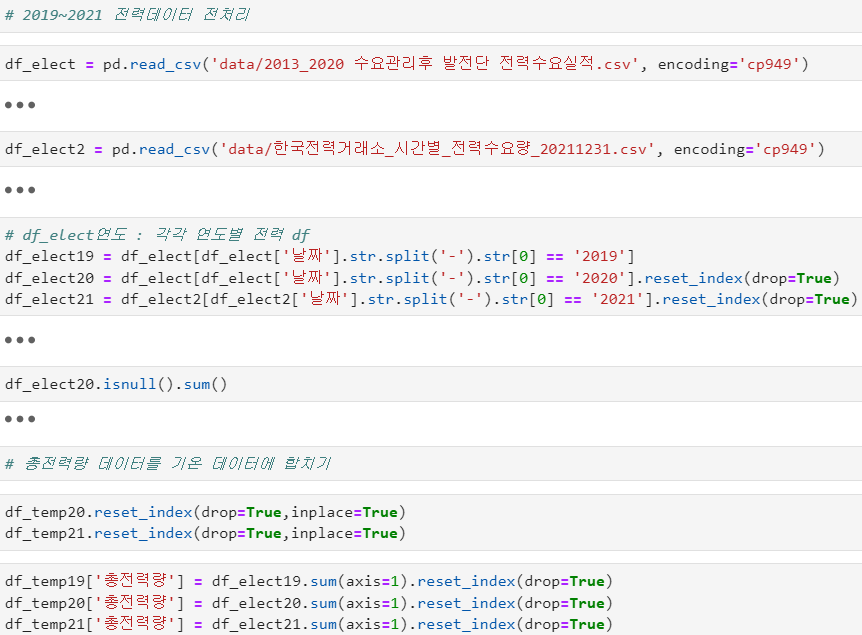 # 2019~2021 전력데이터 전처리
df_elect = pd.read_csv('data/2013_2020 수요관리후 발전단 전력수요실적.csv', encoding='cp949')
df_elect2 = pd.read_csv('data/한국전력거래소_시간별_전력수요량_20211231.csv', encoding='cp949')
# df_elect연도 : 각각 연도별 전력 df
df_elect19 = df_elect[df_elect['날짜'].str.split('-').str[0] == '2019']
df_elect20 = df_elect[df_elect['날짜'].str.split('-').str[0] == '2020'].reset_index(drop=True)
df_elect21 = df_elect2[df_elect2['날짜'].str.split('-').str[0] == '2021'].reset_index(drop=True)
df_elect20.isnull().sum()
# 총전력량 데이터를 기온 데이터에 합치기
df_temp20.reset_index(drop=True,inplace=True)
df_temp21.reset_index(drop=True,inplace=True)
df_temp19['총전력량'] = df_elect19.sum(axis=1).reset_index(drop=True)
df_temp20['총전력량'] = df_elect20.sum(axis=1).reset_index(drop=True)
df_temp21['총전력량'] = df_elect21.sum(axis=1).reset_index(drop=True)